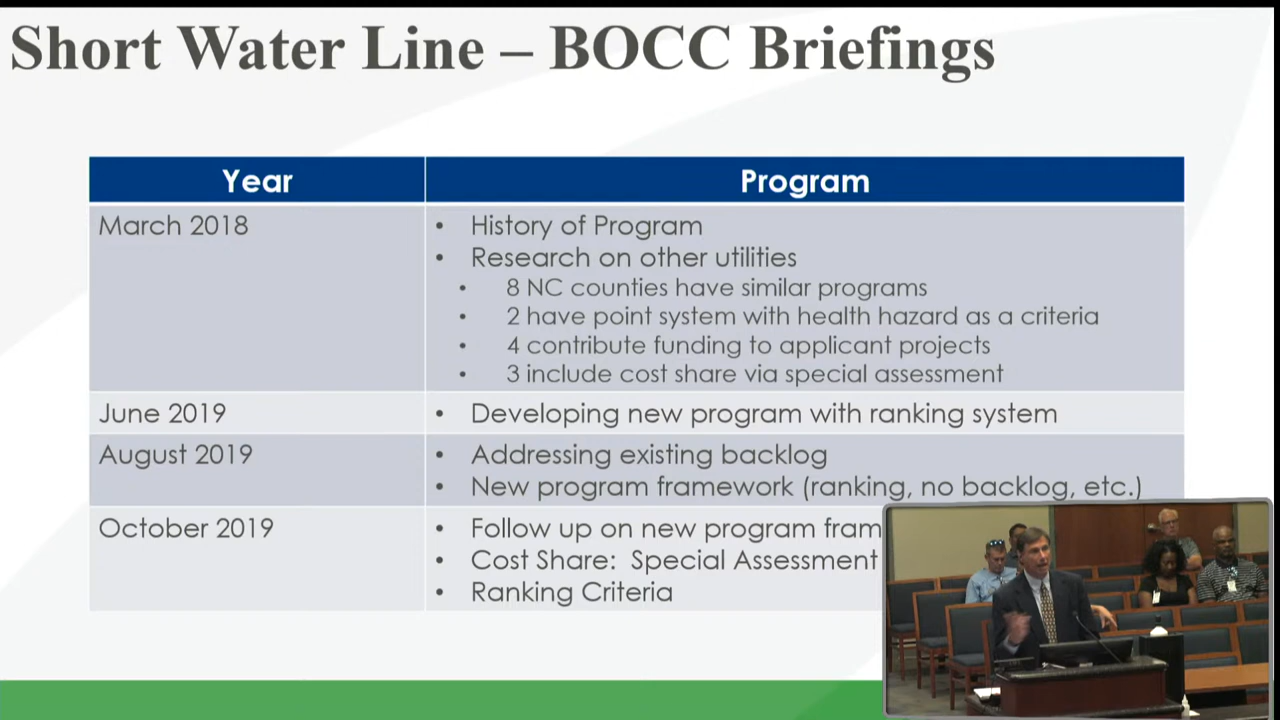 Short Water Line – BOCC Briefings
Year
Program
March 2018
• History of Program
• Research on other utilities
• 8 NC counties have similar programs
• 2 have point system with health hazard as a criteria
• 4 contribute funding to applicant projects
• 3 include cost share via special assessment
June 2019
• Developing new program with ranking system
August 2019
• Addressing existing backlog
• New program framework (ranking, no backlog, etc.)
October 2019
• Follow up on new program fram
• Cost Share: Special Assessment
• Ranking Criteria